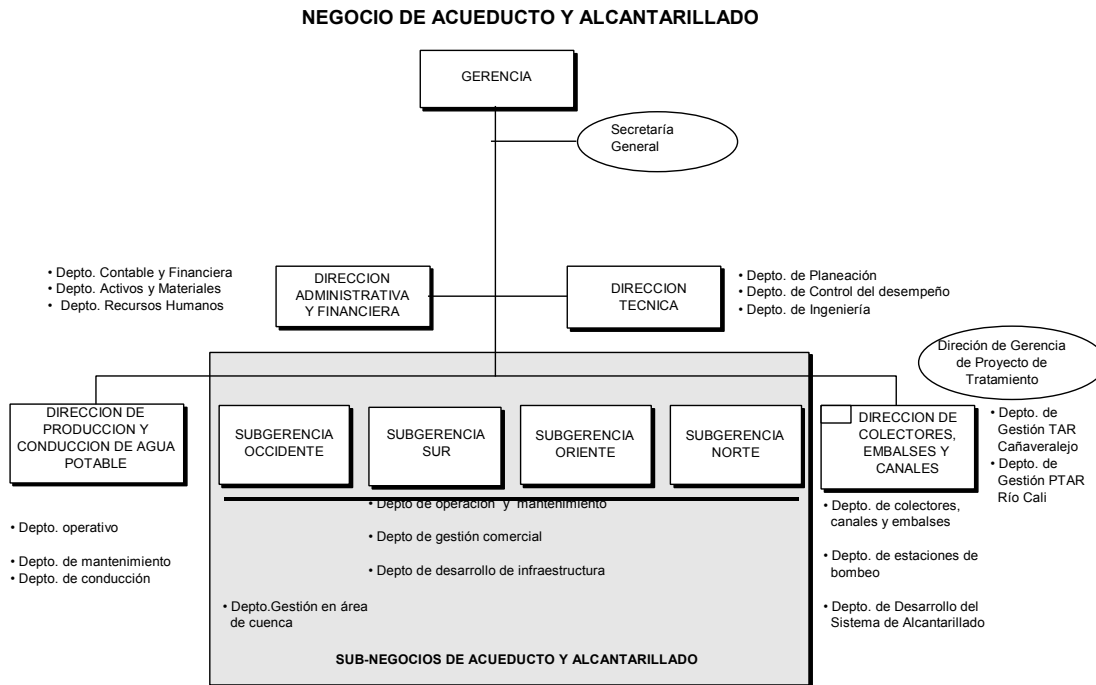 NEGOCIO DE ACUEDUCTO Y ALCANTARILLADO
GERENCIA
Secretaría
General
• Depto. Contable y Financiera
• Depto. Activos y Materiales
• Depto. Recursos Humanos
DIRECCION
ADMINISTRATIVA
Y FINANCIERA
DIRECCION
TECNICA
• Depto. de Planeación
• Depto. de Control del desempeño
• Depto. de Ingeniería
Direción de Gerencia
de Proyecto de
Tratamiento
DIRECCION DE
PRODUCCION Y
CONDUCCION DE AGUA
POTABLE
SUBGERENCIA
OCCIDENTE
SUBGERENCIA
SUR
SUBGERENCIA
ORIENTE
SUBGERENCIA
NORTE
DIRECCION DE
COLECTORES,
EMBALSES Y
CANALES
• Depto. de
Gestión TAR
Cañaveralejo
• Depto. de
Gestión PTAR
Río Cali
• Depto. operativo
• Depto. de mantenimiento
• Depto. de conducción
• Depto de operación y mantenimiento
• Depto de gestión comercial
• Depto de desarrollo de infraestructura
• Depto.Gestión en área
de cuenca
• Depto. de colectores,
canales y embalses
• Depto. de estaciones de
bombeo
• Depto. de Desarrollo del
Sistema de Alcantarillado
SUB-NEGOCIOS DE ACUEDUCTO Y ALCANTARILLADO